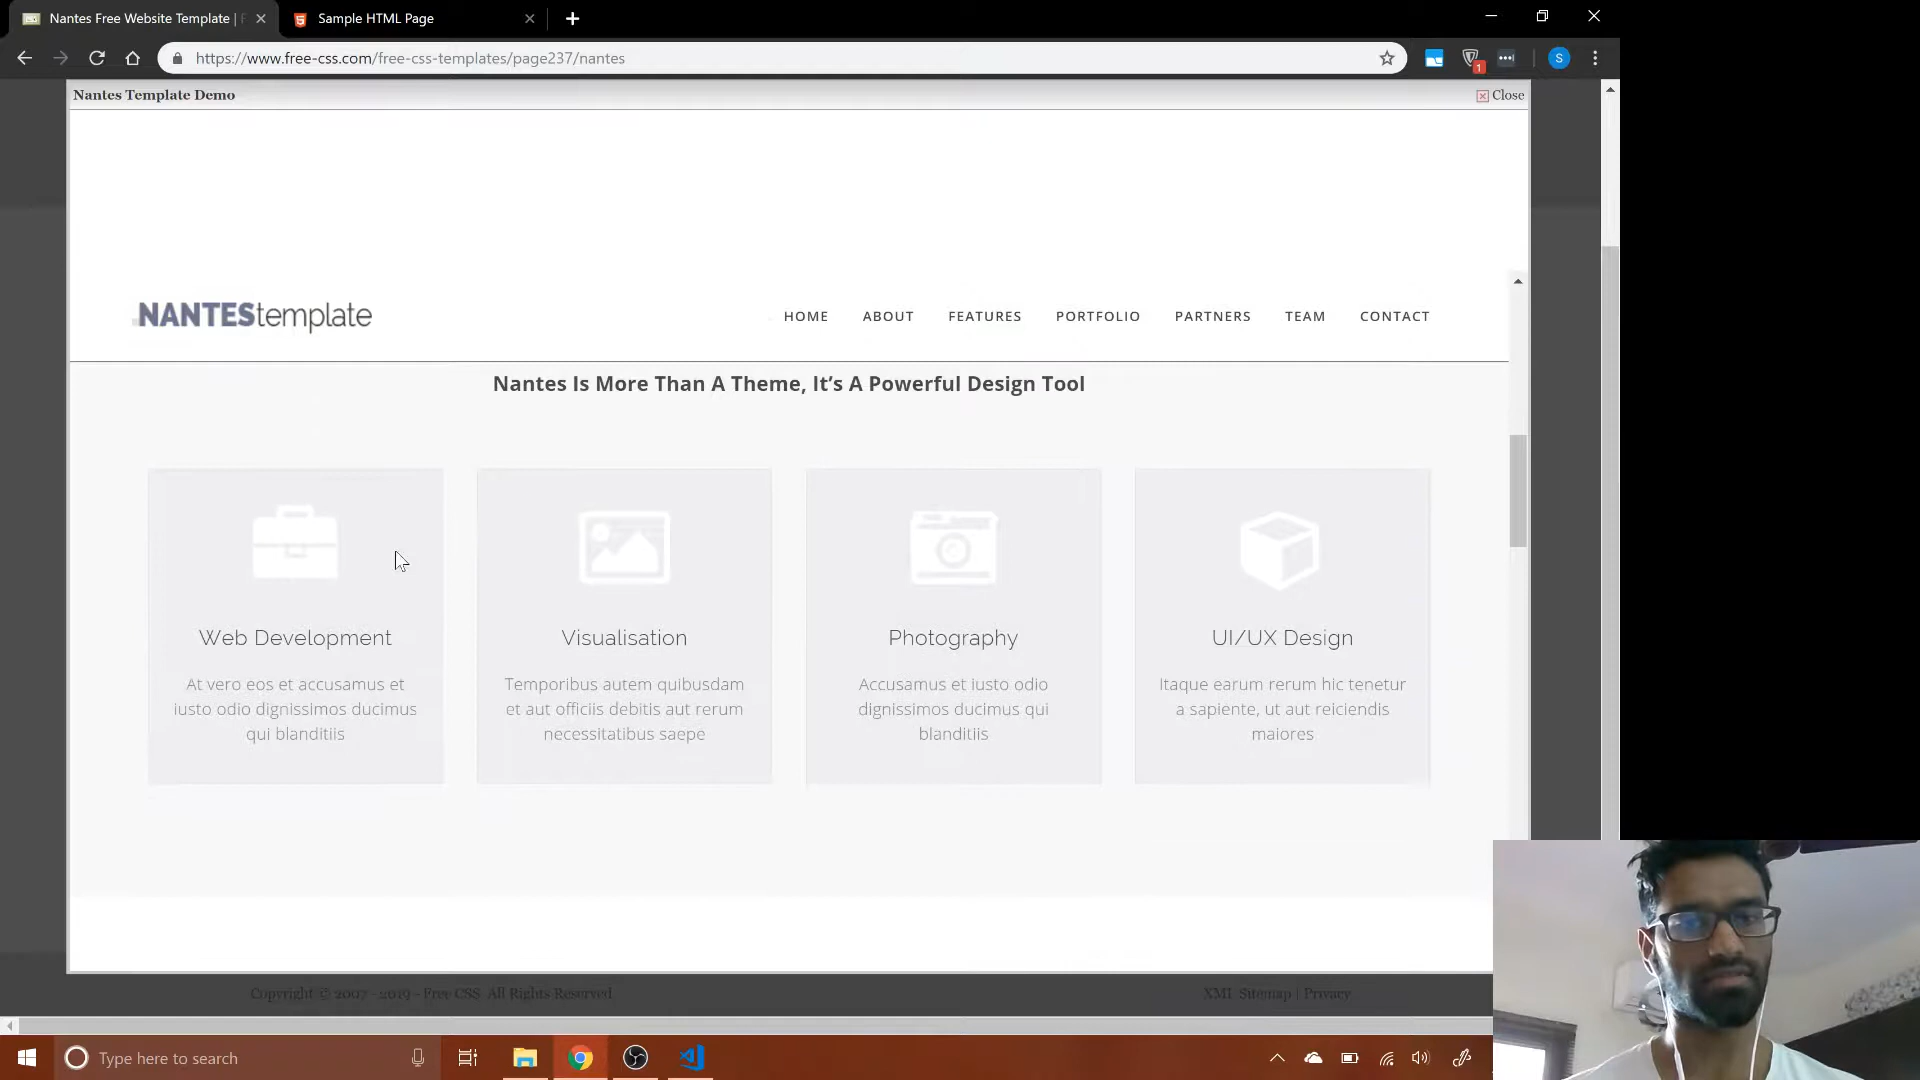 Nantes Free Website Template |
Sample HTML Page
https://www.free-css.com/free-css-templates/page237/nantes
1
S
Nantes Template Demo
Close
NANTEStemplate
HOME ABOUT FEATURES PORTFOLIO PARTNERS TEAM CONTACT
Nantes Is More Than A Theme, It’s A Powerful Design Tool
Web Development
At vero eos et accusamus et
iusto odio dignissimos ducimus
qui blanditiis
Visualisation
Temporibus autem quibusdam
et aut officiis debitis aut rerum
necessitatibus saepe
Photography
Accusamus et iusto odio
dignissimos ducimus qui
blanditiis
UI/UX Design
Itaque earum rerum hic tenetur
a sapiente, ut aut reiciendis
maiores
Copyright © 2007 - 2019 - Free CSS. All Rights Reserved
XML Sitemap | Privacy
Type here to search